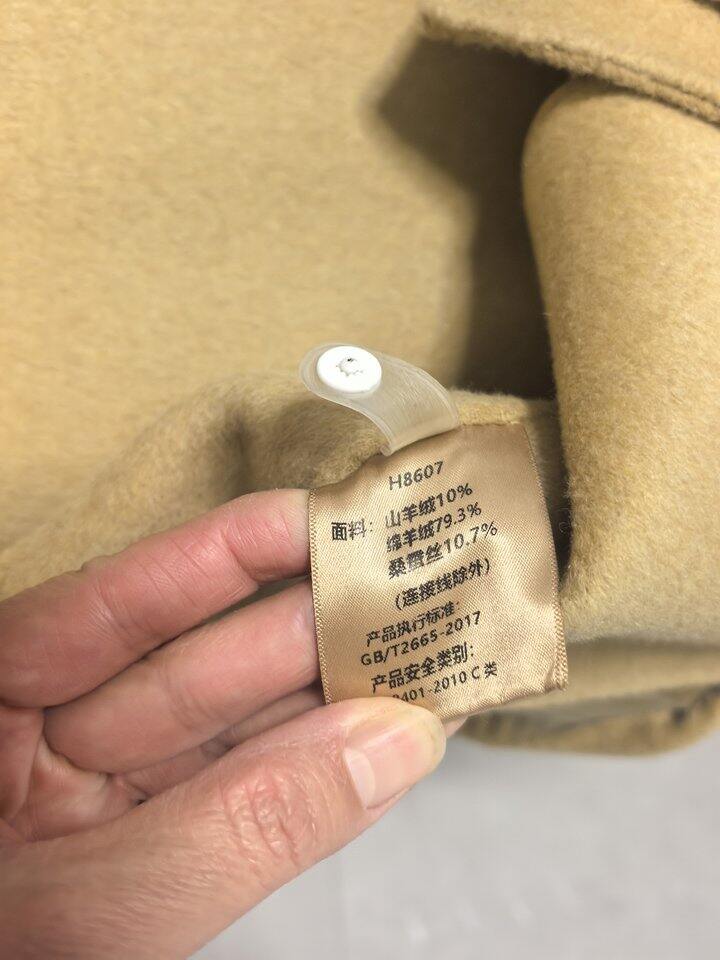 H8607
面料：山羊绒10%
绵羊绒79.3%
桑蚕丝10.7%
(连接线除外)
产品执行标准：
GB/T2665-2017
产品安全类别：
8401-2010 C 类